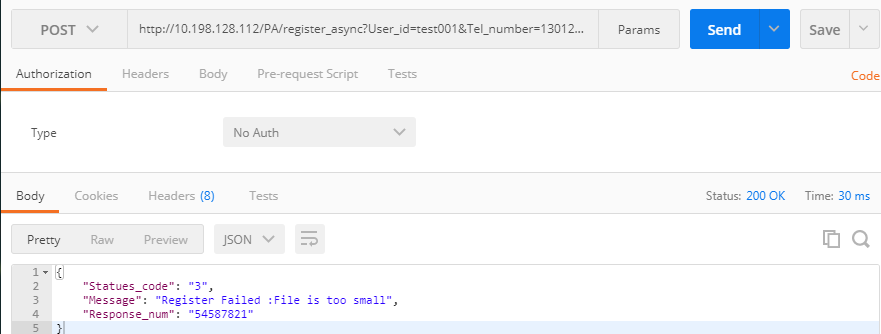 POST http://10.198.128.112/PA/register_async?User_id=test001&Tel_number=13012... Params Send Save
Authorization Headers Body Pre-request Script Tests Code
Type No Auth
Body Cookies Headers (8) Tests Status: 200 OK Time: 30 ms
Pretty Raw Preview JSON
1 {
2 "Statues_code": "3",
3 "Message": "Register Failed :File is too small",
4 "Response_num": "54587821"
5 }